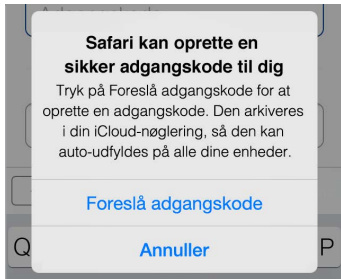 Adgangskode
Safari kan oprette en
sikker adgangskode til dig
Tryk på Foreslå adgangskode for at
oprette en adgangskode. Den arkiveres
i din iCloud-nøglering, så den kan
auto-udfyldes på alle dine enheder.
Foreslå adgangskode
Annuller
Q P